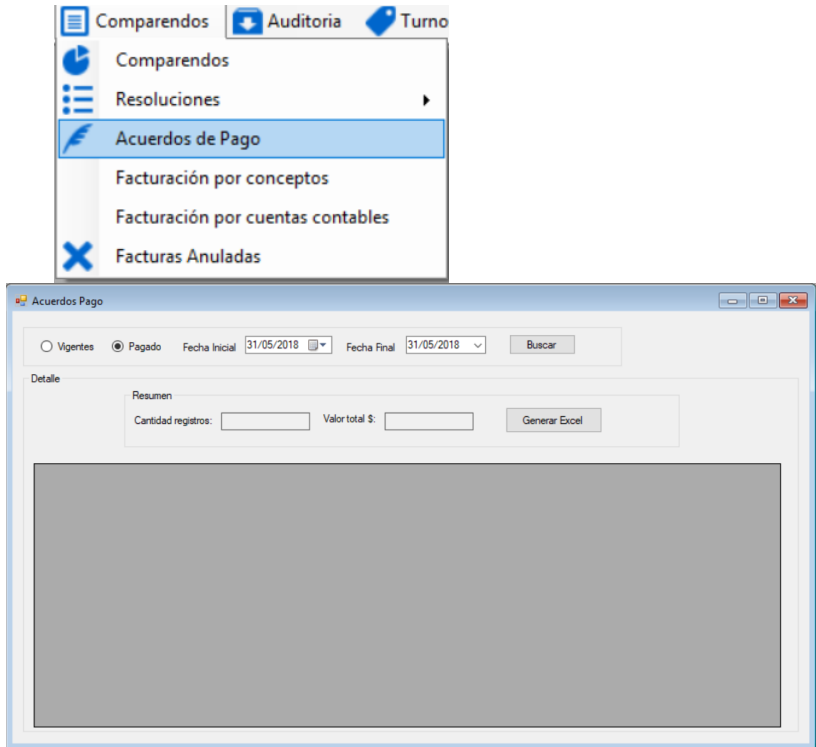 Comparendos Auditoria Turno
Comparendos
Resoluciones
Acuerdos de Pago
Facturación por conceptos
Facturación por cuentas contables
Facturas Anuladas
Acuerdos Pago
Vigentes Pagado Fecha Inicial 31/05/2018 Fecha Final 31/05/2018 Buscar
Detalle
Resumen
Cantidad registros: Valor total $: Generar Excel